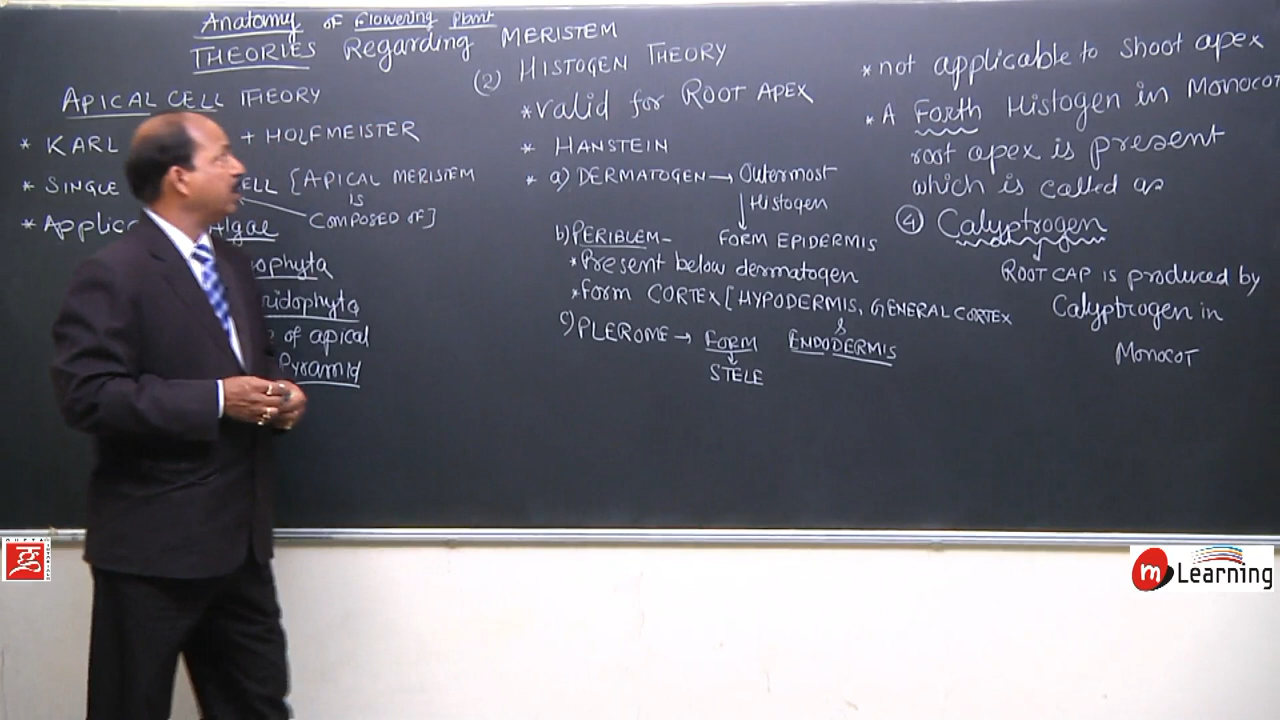 Anatomy of Flowering Plant
THEORIES Regarding MERISTEM
APICAL CELL THEORY
* KARL + HOLFMEISTER
* SINGLE CELL [APICAL MERISTEM
IS
COMPOSED OF]
* Applic Algae
ophyta
ridophyta
of apical
Pyramid
(2) HISTOGEN THEORY
* valid for ROOT APEX
* HANSTEIN
* a) DERMATOGEN → Outermost
Histogen
FORM EPIDERMIS
b) PERIBLEM -
* Present below dermatogen
* form CORTEX [HYPODERMIS, GENERAL CORTEX
&
ENDODERMIS
c) PLEROME → FORM
STELE
* not applicable to shoot apex
* A Forth Histogen in Monocot
root apex is present
which is called as
④ Calyptrogen
ROOT CAP is produced by
Calyptrogen in
MONOCOT
GUPTA
m Learning